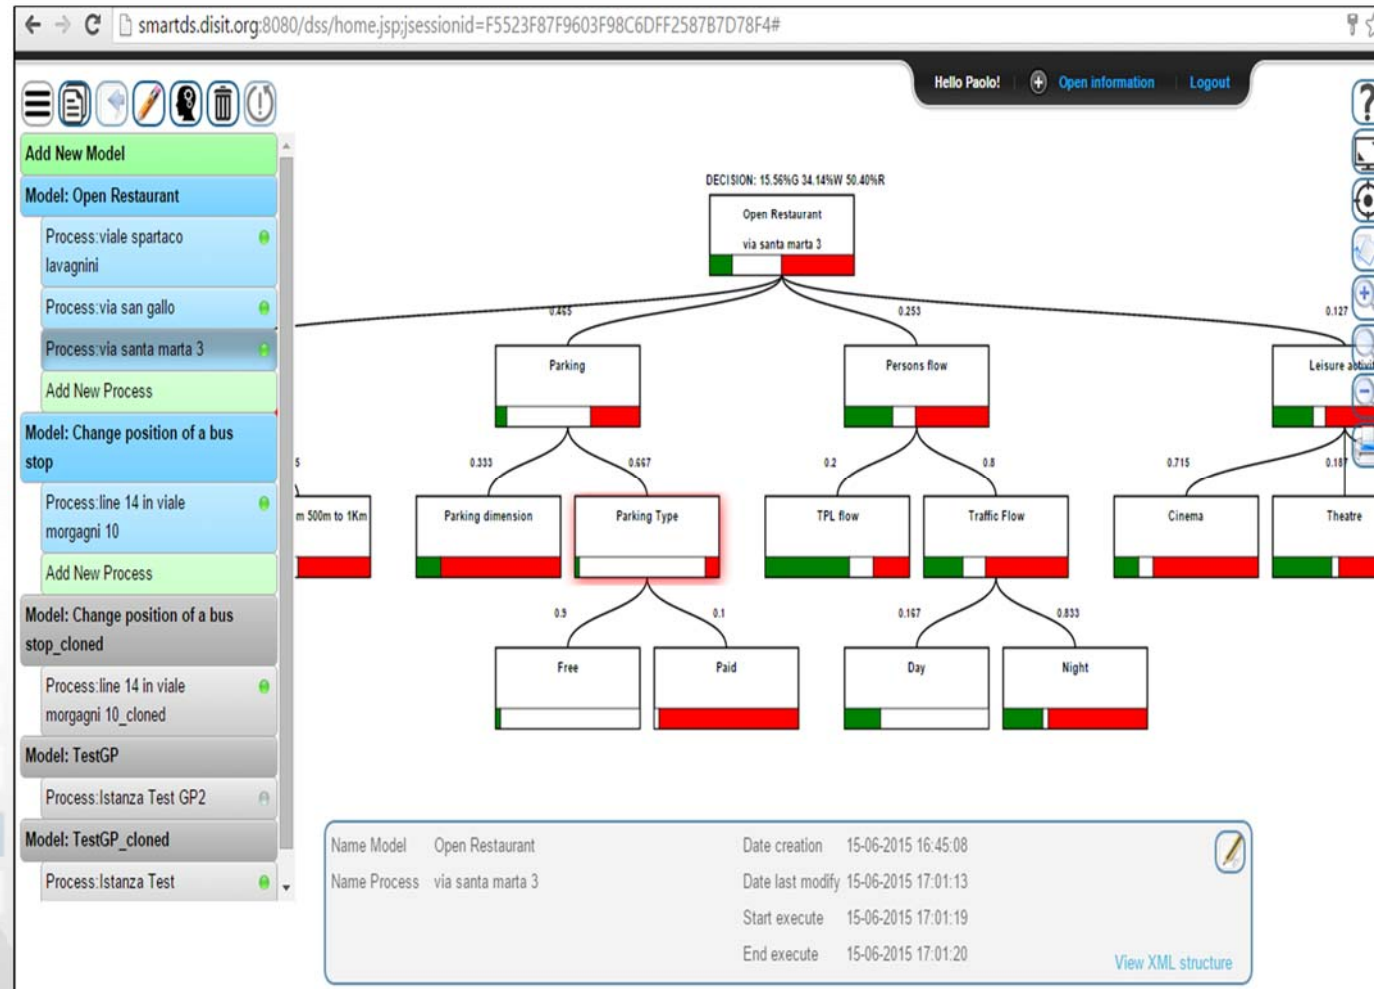 smartds.disit.org:8080/dss/home.jsp;jsessionid=F5523F87F9603F98C6DFF2587B7D78F4#
Hello Paolo! Open information Logout
Add New Model
Model: Open Restaurant
Process:viale spartaco
lavagnini
Process:via san gallo
Process:via santa marta 3
Add New Process
Model: Change position of a bus
stop
Process:line 14 in viale
morgagni 10
Add New Process
Model: Change position of a bus
stop_cloned
Process:line 14 in viale
morgagni 10_cloned
Model: TestGP
Process:Istanza Test GP2
Model: TestGP_cloned
Process:Istanza Test
DECISION: 15.56%G 34.14%W 50.40%R
Open Restaurant
via santa marta 3
0.465 0.253 0.127
Parking Persons flow Leisure
5 0.333 0.667 0.2 0.8 0.715 0.187
m 500m to 1Km Parking dimension Parking Type TPL flow Traffic Flow Cinema Theatre
0.9 0.1 0.167 0.833
Free Paid Day Night
Name Model Open Restaurant Date creation 15-06-2015 16:45:08
Name Process via santa marta 3 Date last modify 15-06-2015 17:01:13
Start execute 15-06-2015 17:01:19
End execute 15-06-2015 17:01:20
View XML structure